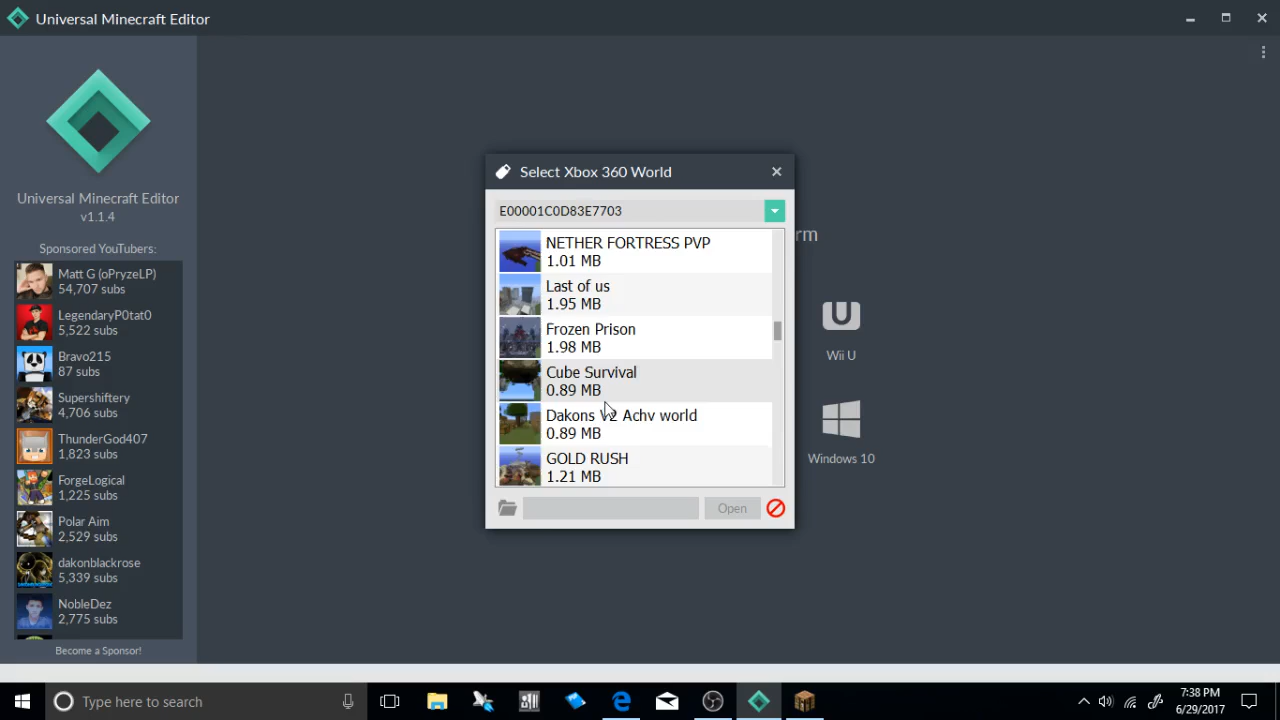 Universal Minecraft Editor
Universal Minecraft Editor
v1.1.4
Sponsored YouTubers:
Matt G (oPryzeLP)
54,707 subs
LegendaryP0tat0
5,522 subs
Bravo215
87 subs
Supershiftery
4,706 subs
ThunderGod407
1,823 subs
ForgeLogical
1,225 subs
Polar Aim
2,529 subs
dakonblackrose
5,339 subs
NobleDez
2,775 subs
Become a Sponsor!
Select Xbox 360 World
E00001C0D83E7703
NETHER FORTRESS PVP
1.01 MB
Last of us
1.95 MB
Frozen Prison
1.98 MB
Cube Survival
0.89 MB
Dakons V2 Achv world
0.89 MB
GOLD RUSH
1.21 MB
Open
rm
Wii U
Windows 10
Type here to search
7:38 PM
6/29/2017